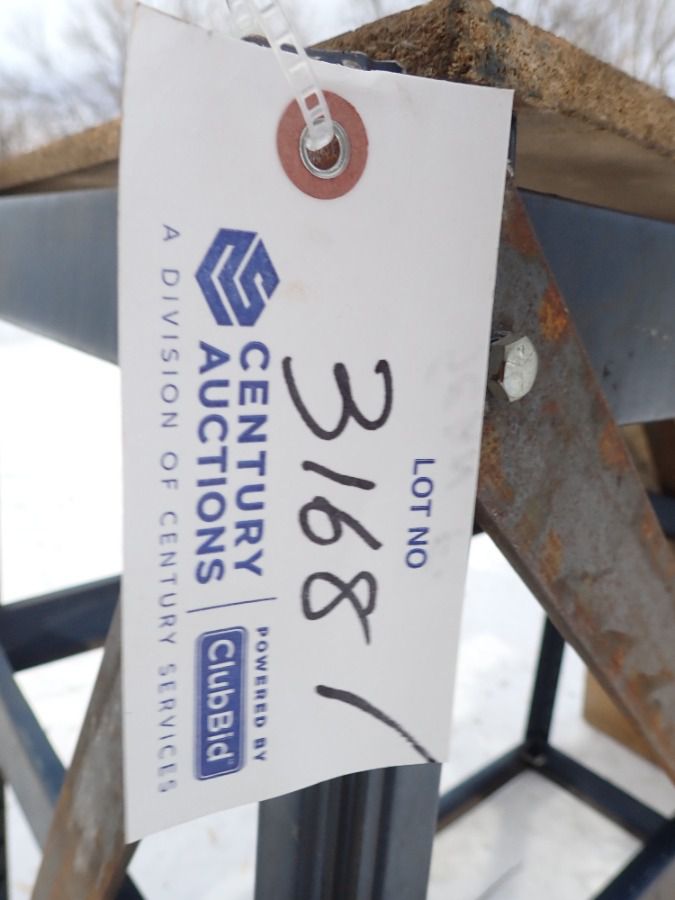 LOT NO
3168 /
CENTURY
AUCTIONS
POWERED BY
ClubBid
A DIVISION OF CENTURY SERVICES